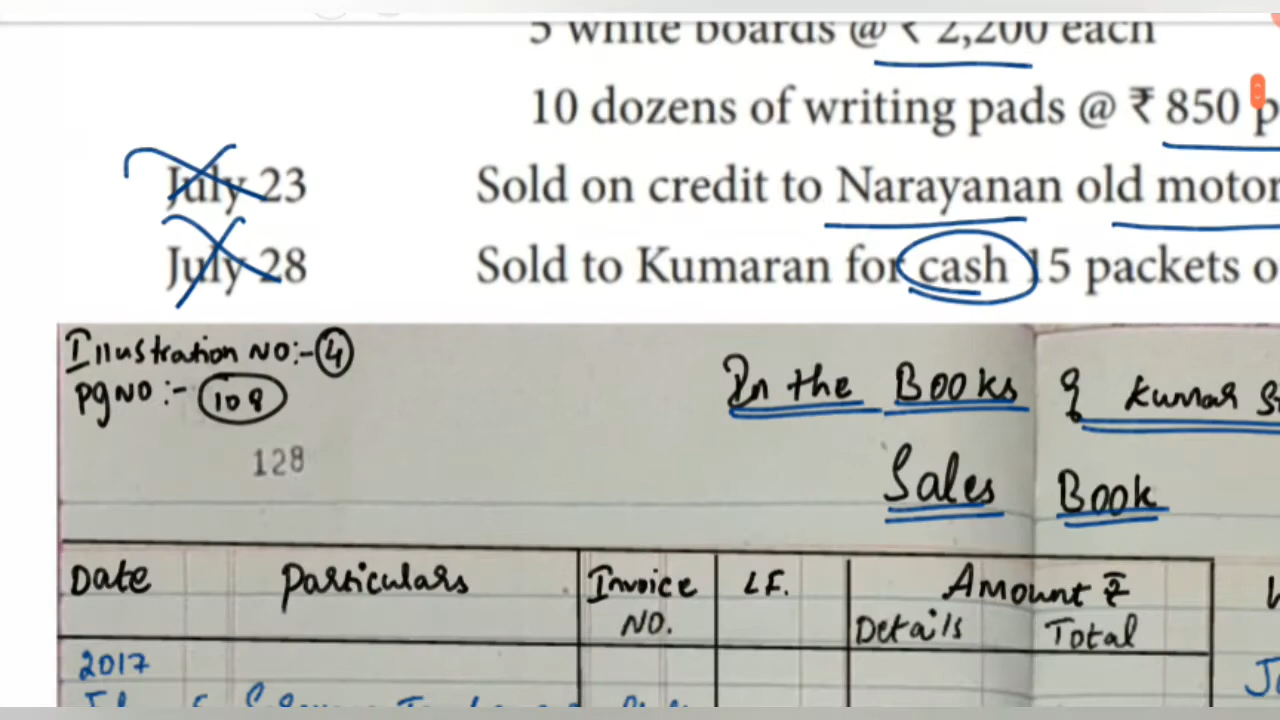 5 white boards @ ₹ 2,200 each
10 dozens of writing pads @ ₹ 850 p
July 23 Sold on credit to Narayanan old motor
July 28 Sold to Kumaran for cash 15 packets o
Illustration NO:- 4
Pg NO:- 108
128
In the Books of Kumar
Sales Book
Date Particulars Invoice NO. L.F. Amount ₹
Details Total
2017